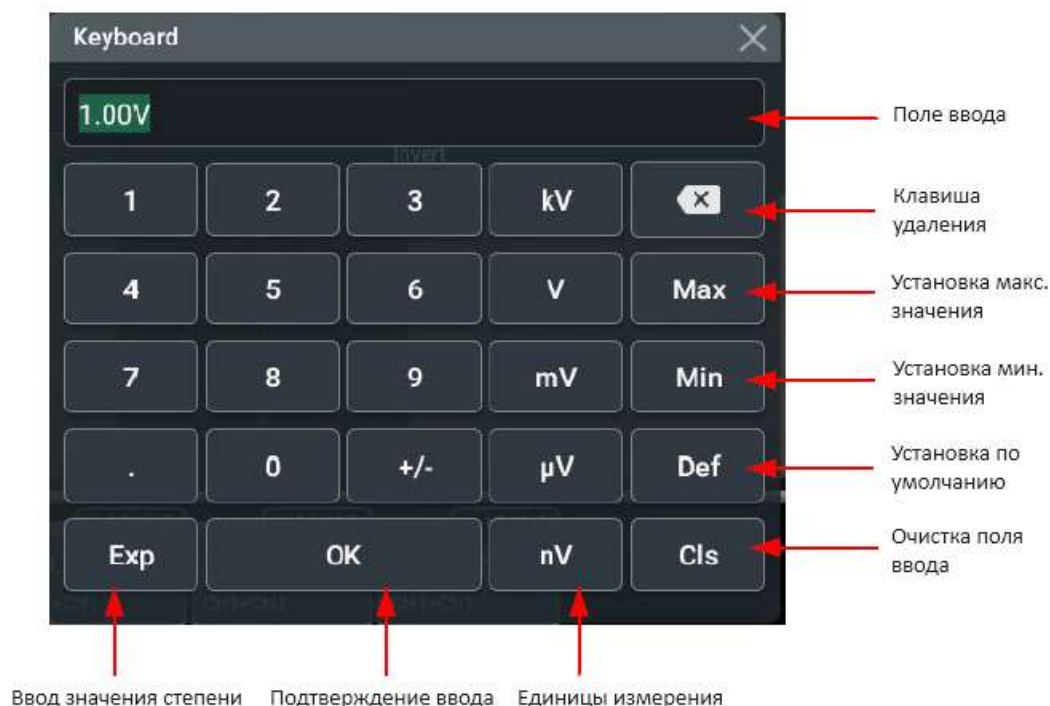 Keyboard
1.00V
Поле ввода
Invert
1 2 3 kV
Клавиша
удаления
4 5 6 V Max
Установка макс.
значения
7 8 9 mV Min
Установка мин.
значения
. 0 +/- µV Def
Установка по
умолчанию
Exp OK nV Cls
Очистка поля
ввода
Ввод значения степени Подтверждение ввода Единицы измерения